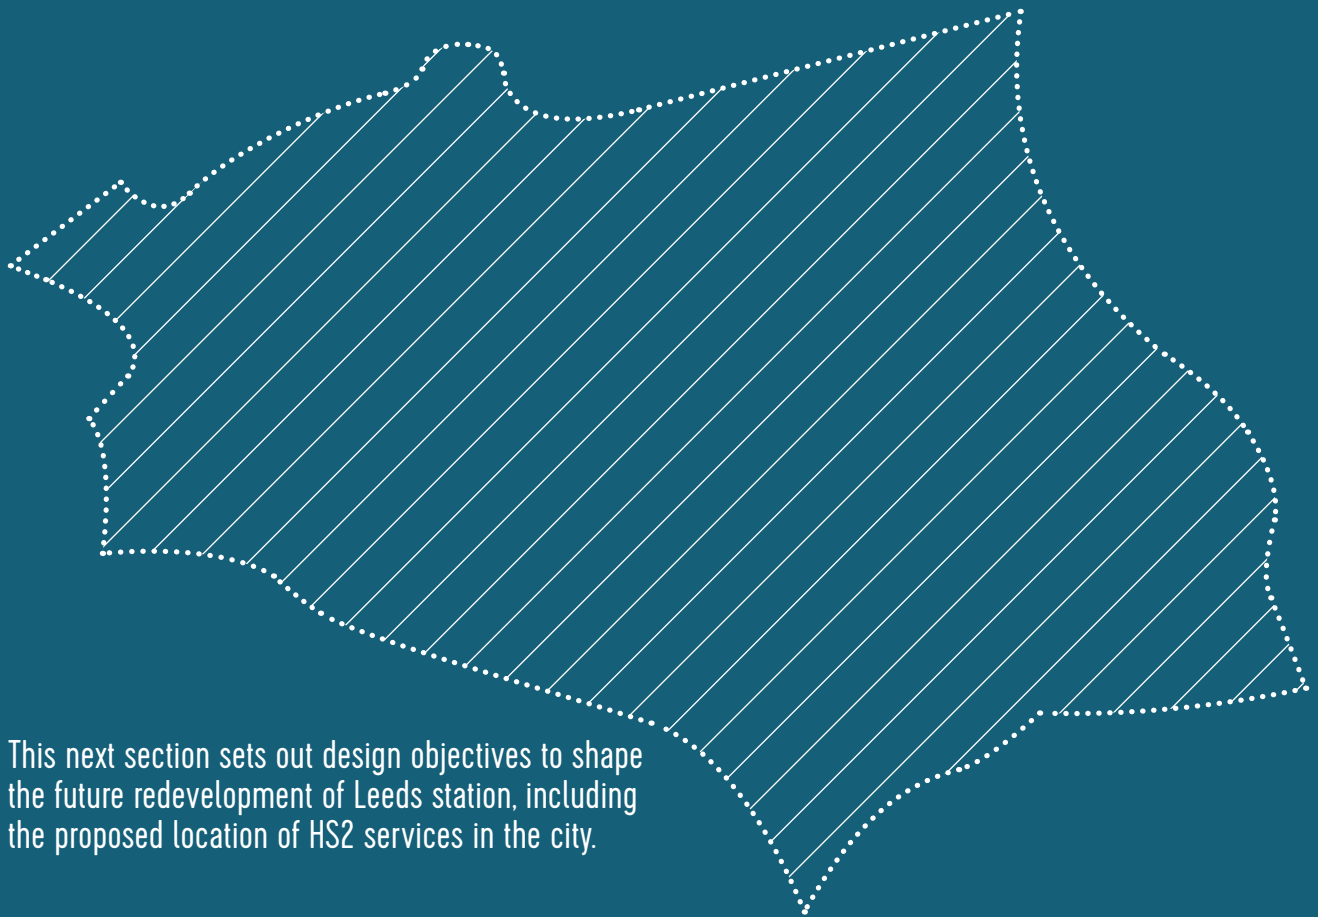 This next section sets out design objectives to shape
the future redevelopment of Leeds station, including
the proposed location of HS2 services in the city.